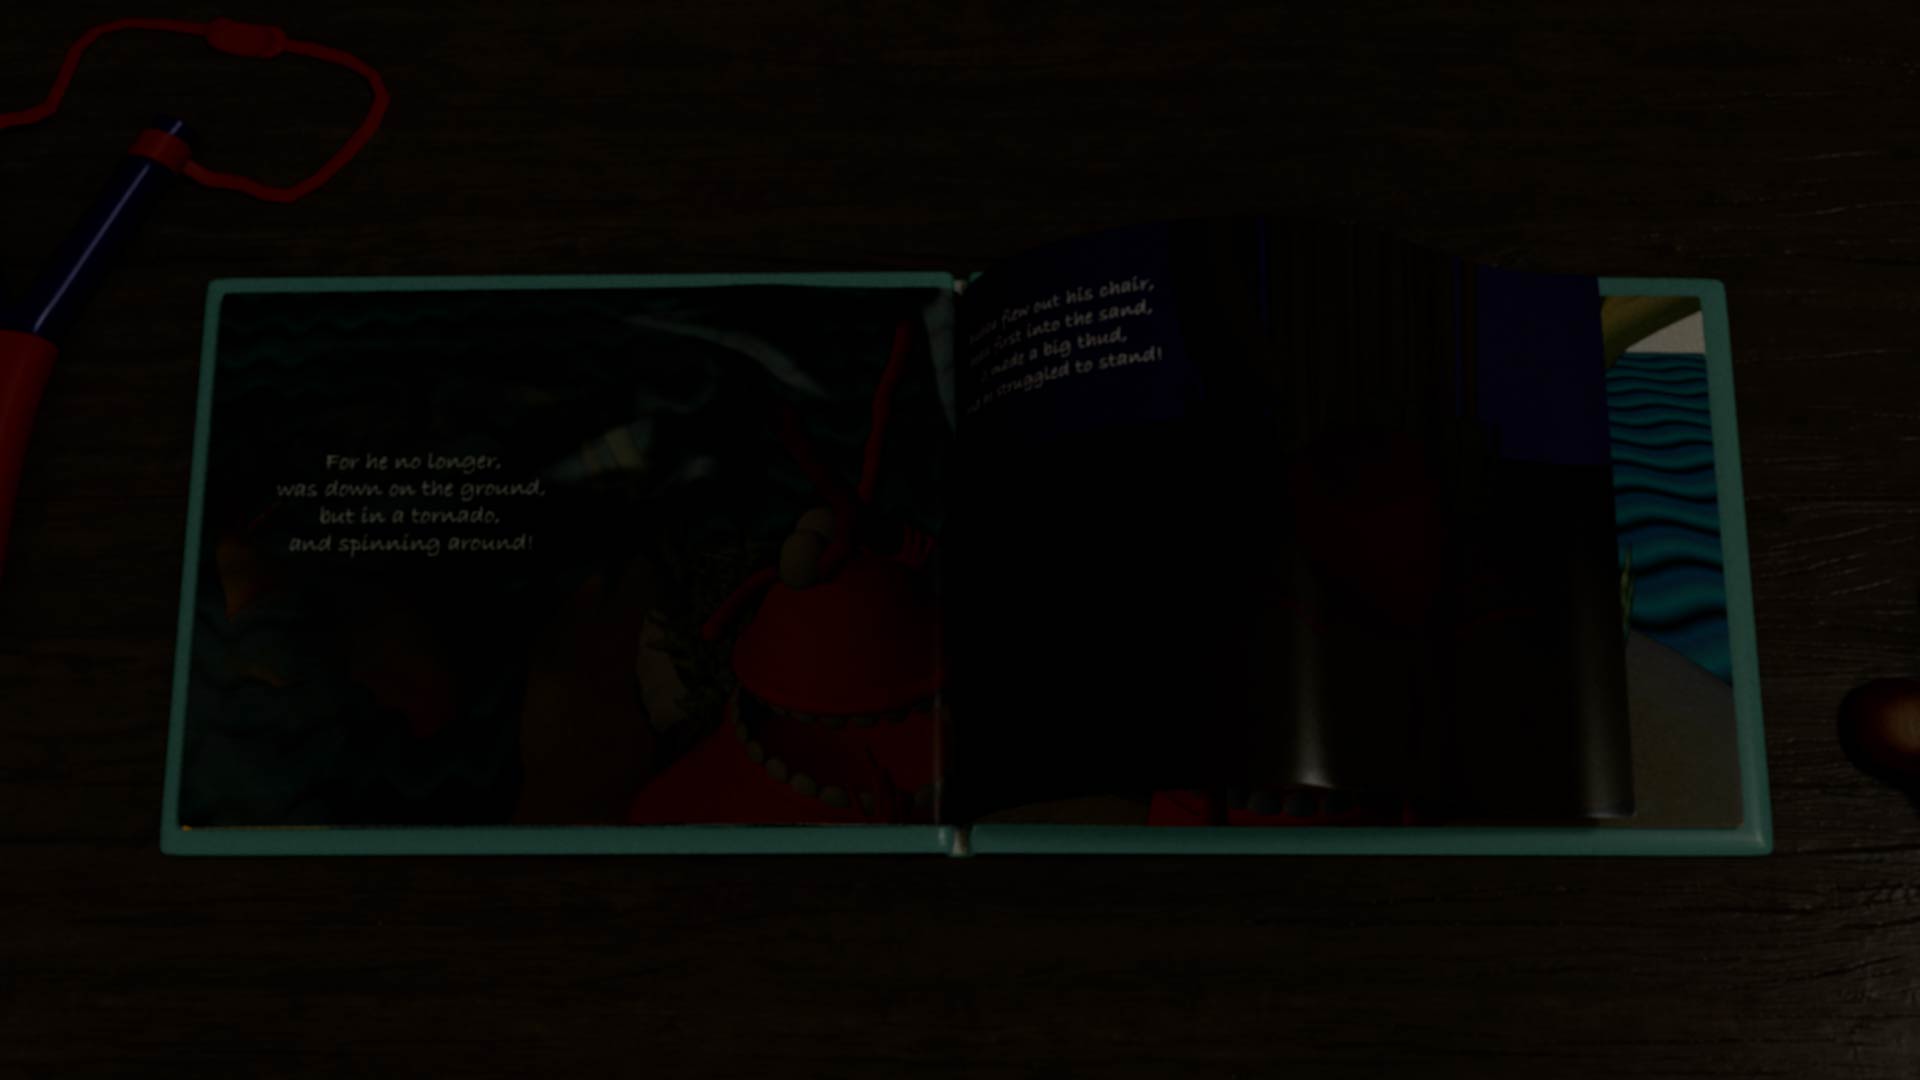 For he no longer,
was down on the ground,
but in a tornado,
and spinning around!
flew out his chair,
first into the sand,
made a big thud,
struggled to stand!